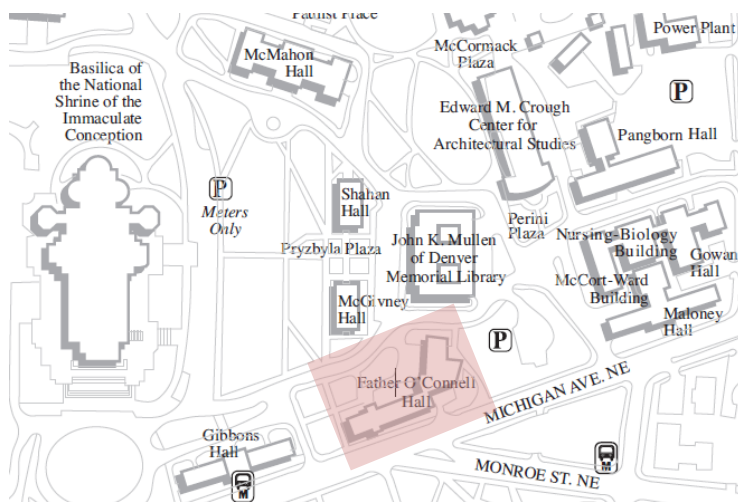 Paulist Place
McMahon
Hall
McCormack
Plaza
Power Plant
Basilica of
the National
Shrine of the
Immaculate
Conception
P
Edward M. Crough
Center for
Architectural Studies
Pangborn Hall
P
Meters
Only
Shahan
Hall
Perini
Plaza
Pryzbyla Plaza
John K. Mullen
of Denver
Memorial Library
Nursing-Biology
Building
Gowan
Hall
McCort-Ward
Building
McGivney
Hall
Maloney
Hall
P
Father O'Connell
Hall
MICHIGAN AVE. NE
Gibbons
Hall
M
MONROE ST. NE
M